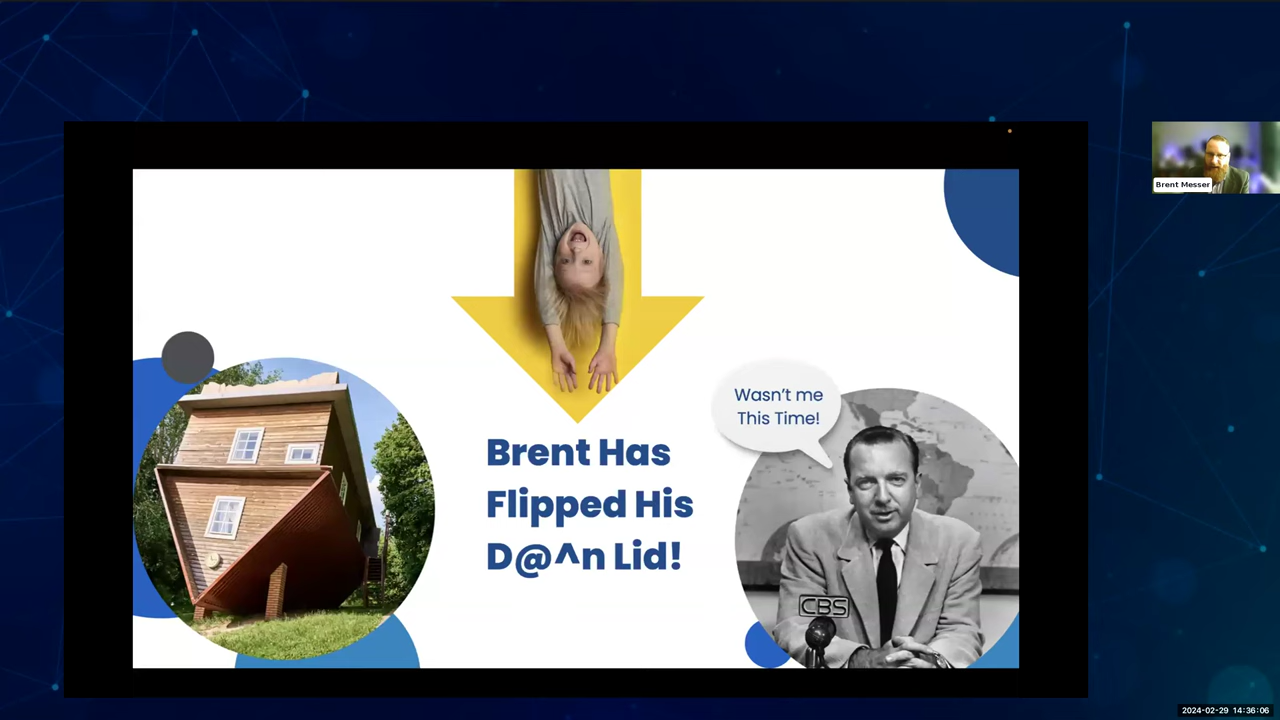 Wasn't me
This Time!
Brent Has
Flipped His
D@^n Lid!
CBS
Brent Messer
2024-02-29 14:36:06